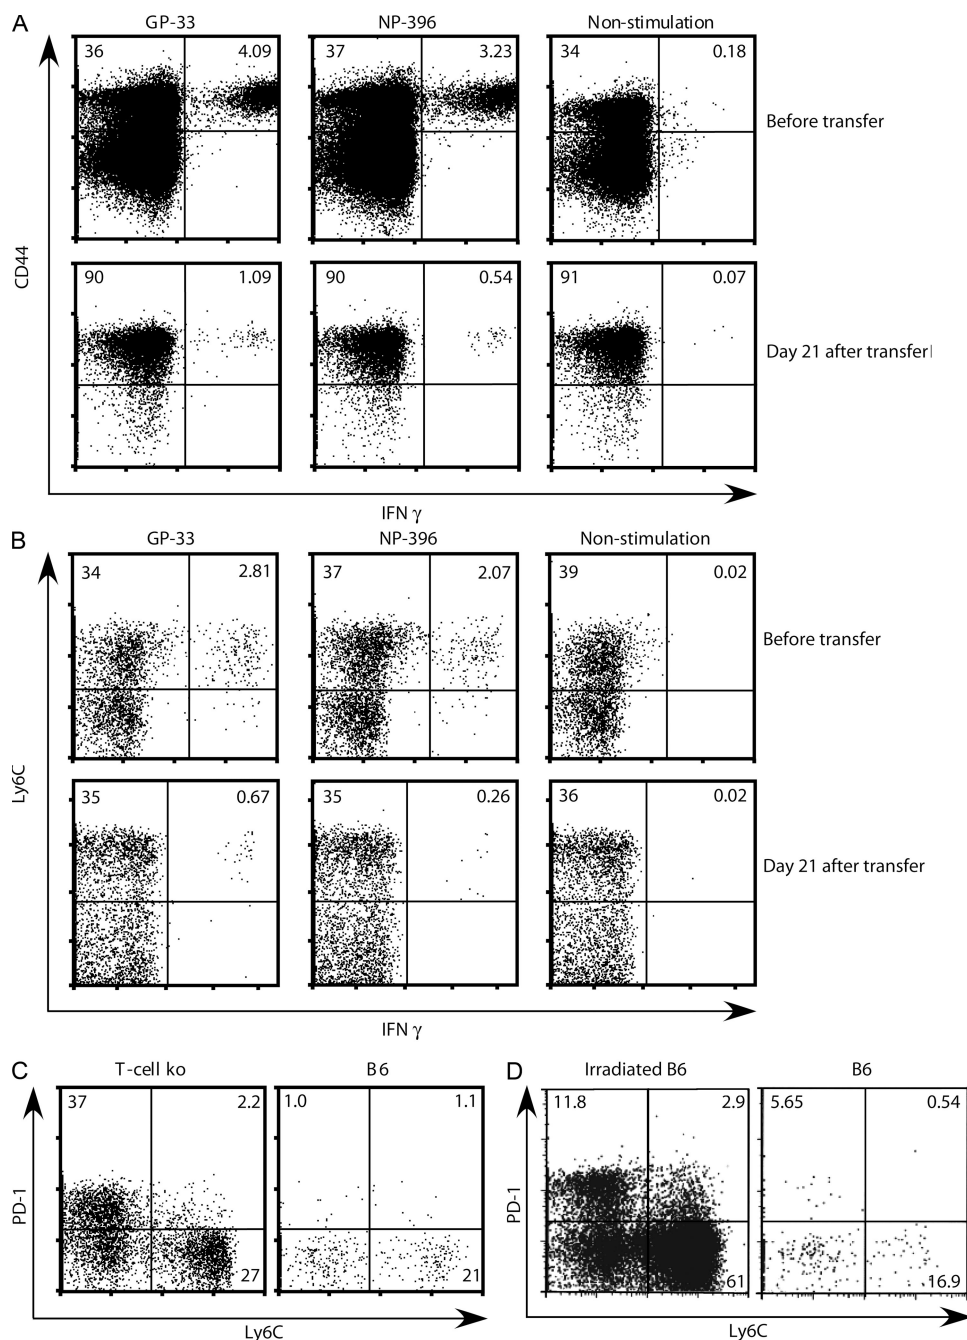 A
GP-33 NP-396 Non-stimulation
36 4.09 37 3.23 34 0.18
Before transfer
90 1.09 90 0.54 91 0.07
Day 21 after transfer
CD44
IFN γ
B
GP-33 NP-396 Non-stimulation
34 2.81 37 2.07 39 0.02
Before transfer
35 0.67 35 0.26 36 0.02
Day 21 after transfer
Ly6C
IFN γ
C T-cell ko B6
37 2.2 1.0 1.1
27 21
PD-1
Ly6C
D Irradiated B6 B6
11.8 2.9 5.65 0.54
61 16.9
PD-1
Ly6C